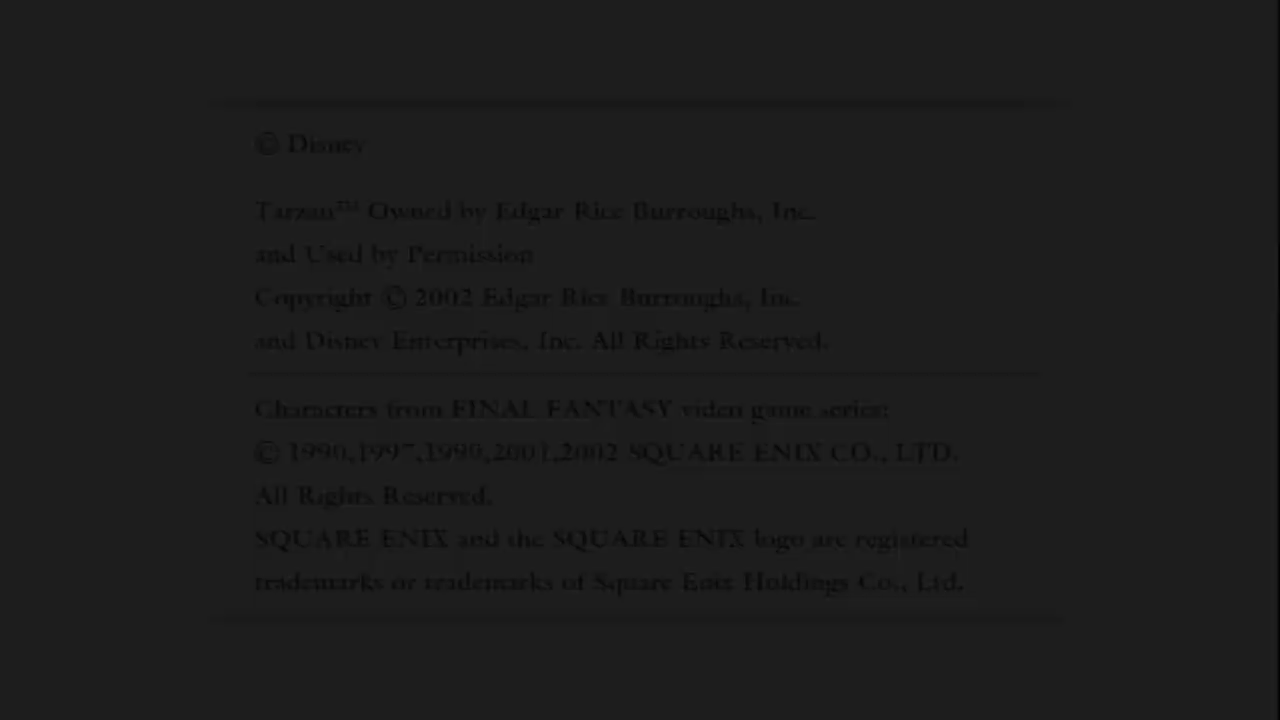 © Disney
Tarzan™ Owned by Edgar Rice Burroughs, Inc.
and Used by Permission
Copyright © 2002 Edgar Rice Burroughs, Inc.
and Disney Enterprises, Inc. All Rights Reserved.
Characters from FINAL FANTASY video game series:
© 1990,1997,1999,2001,2002 SQUARE ENIX CO., LTD.
All Rights Reserved.
SQUARE ENIX and the SQUARE ENIX logo are registered
trademarks or trademarks of Square Enix Holdings Co., Ltd.